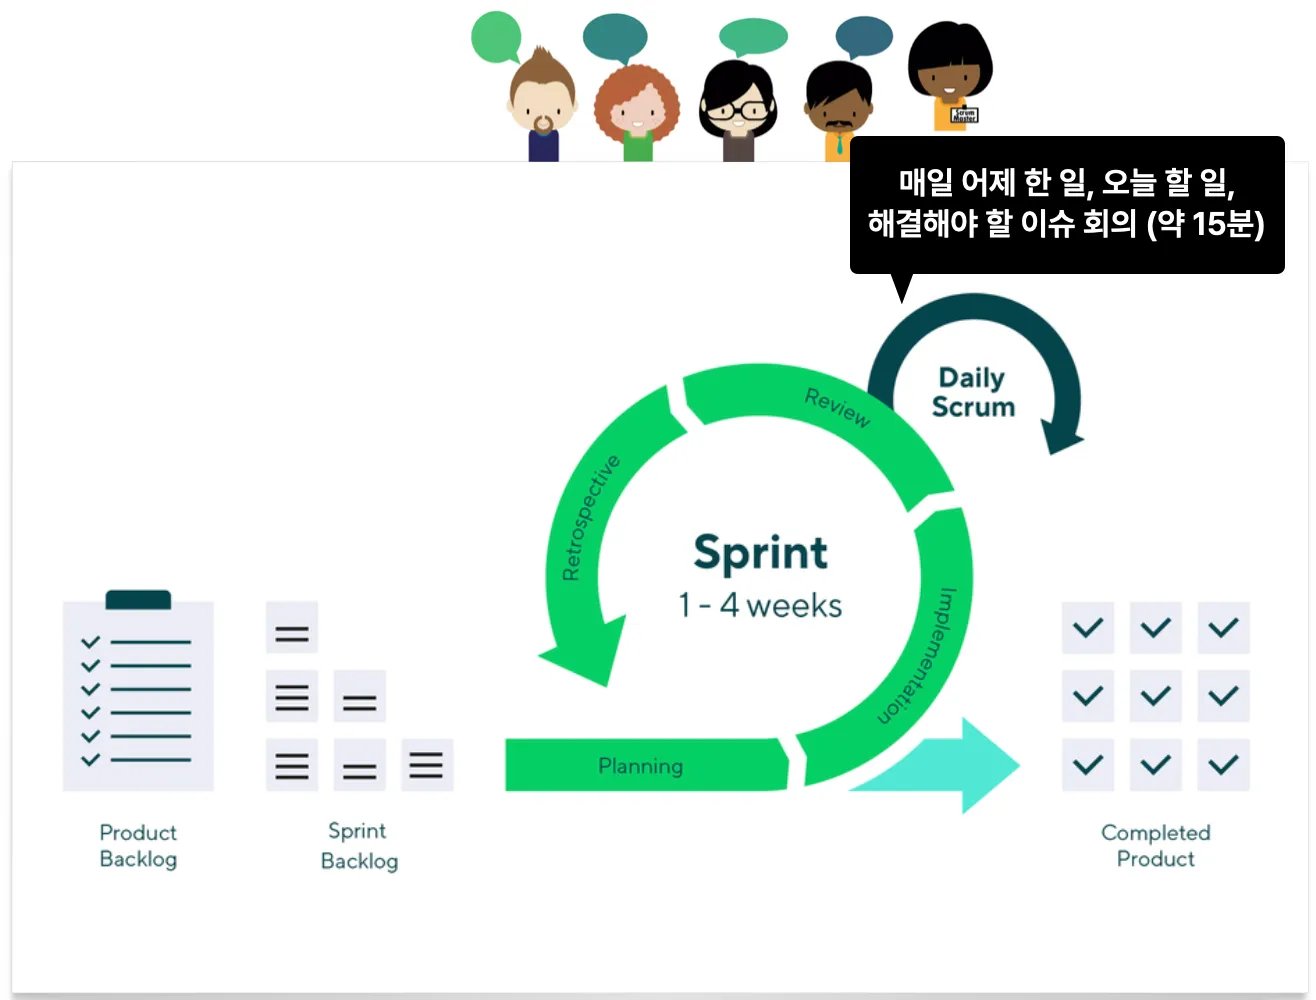 Scrum
Master
매일 어제 한 일, 오늘 할 일,
해결해야 할 이슈 회의 (약 15분)
Daily
Scrum
Review
Retrospective
Sprint
1 - 4 weeks
Implementation
Planning
Product
Backlog
Sprint
Backlog
Completed
Product